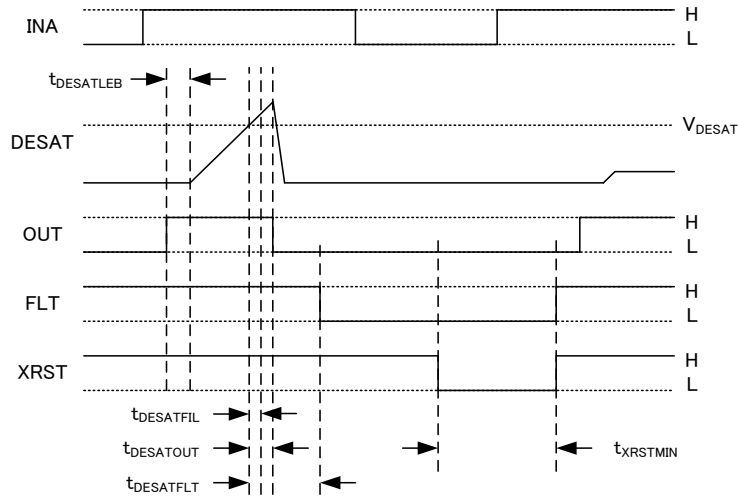 INA
H
L
tDESATLEB
DESAT
VDESAT
OUT
H
L
FLT
H
L
XRST
H
L
tDESATFIL
tDESATOUT
tXRSTMIN
tDESATFLT